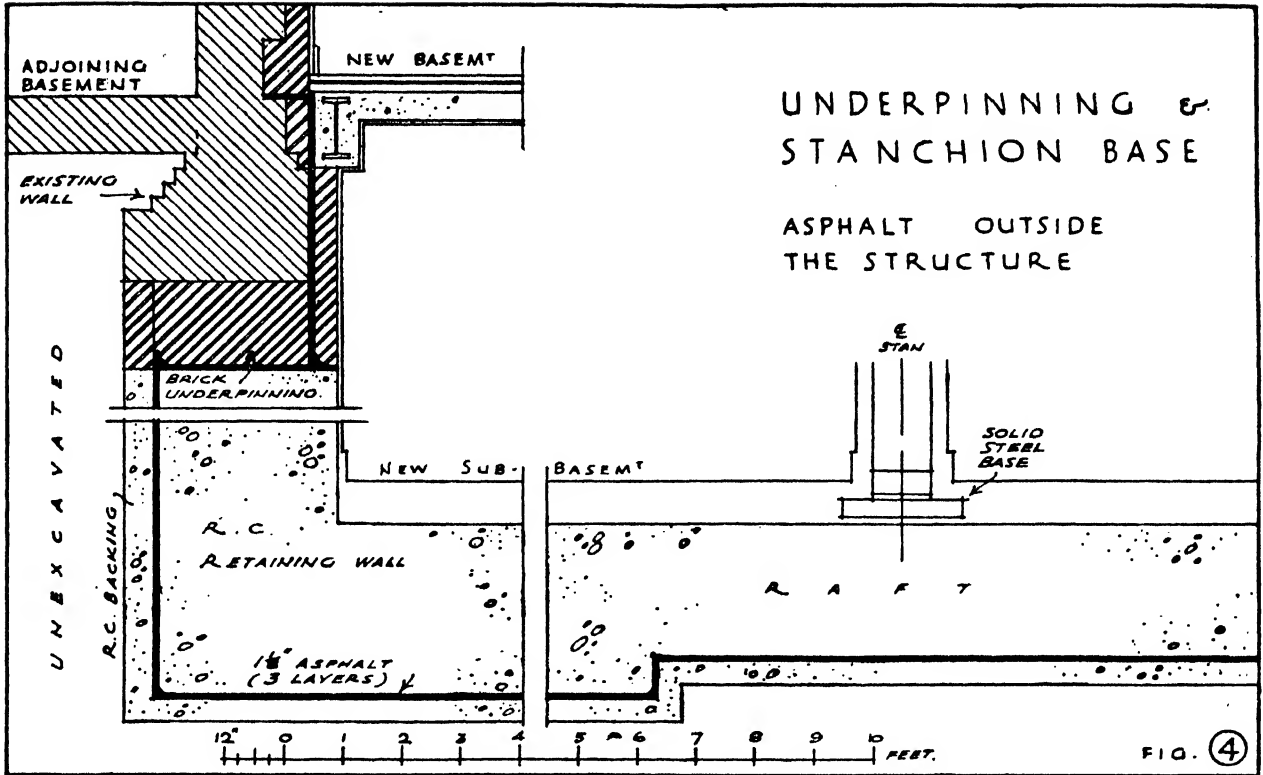 ADJOINING
BASEMENT
NEW BASEMT
UNDERPINNING &
STANCHION BASE
EXISTING
WALL
ASPHALT OUTSIDE
THE STRUCTURE
℄
STAN
UNEXCAVATED
BRICK
UNDERPINNING.
SOLID
STEEL
BASE
NEW SUB-BASEMT
R.C. BACKING
R.C.
RETAINING WALL
RAFT
ASPHALT
(3 LAYERS)
12" 0 1 2 3 4 5 6 7 8 9 10 FEET.
FIG. 4